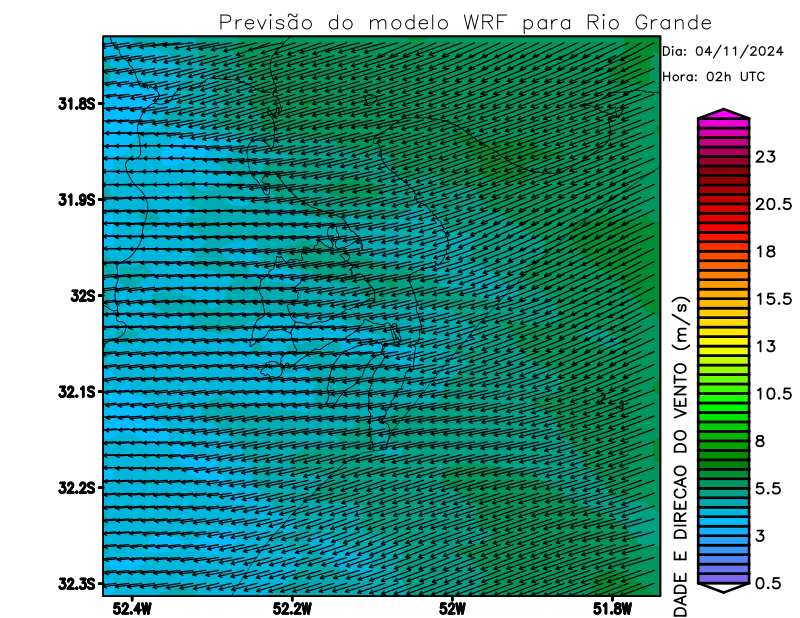 Previsão do modelo WRF para Rio Grande
Dia: 04/11/2024
Hora: 02h UTC
31.8S
31.9S
32S
32.1S
32.2S
32.3S
52.4W
52.2W
52W
51.8W
23
20.5
18
15.5
13
10.5
8
5.5
3
0.5
DADE E DIRECAO DO VENTO (m/s)